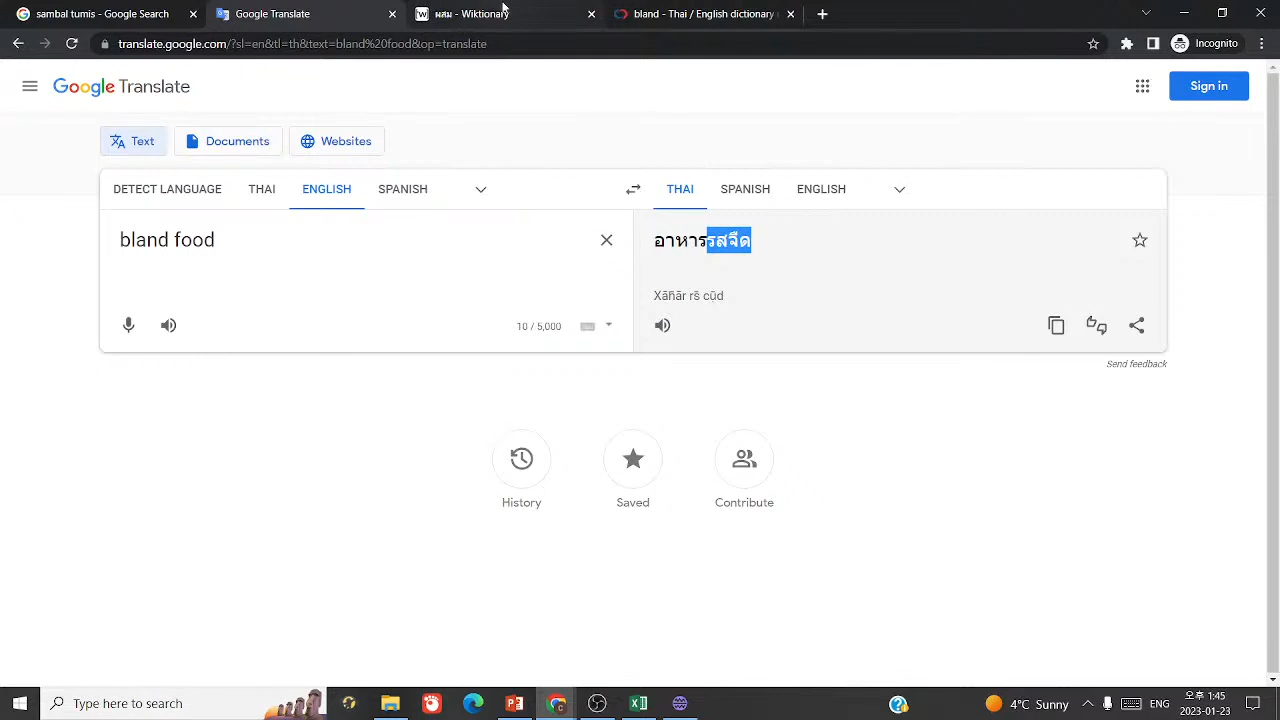 sambal tumis - Google Search
Google Translate
ผสม - Wiktionary
bland - Thai / English dictionary
translate.google.com/?sl=en&tl=th&text=bland%20food&op=translate
Incognito
Google Translate
Sign in
Text
Documents
Websites
DETECT LANGUAGE
THAI
ENGLISH
SPANISH
THAI
SPANISH
ENGLISH
bland food
อาหารรสจืด
X̄āh̄ār rs̄ cụ̄d
10 / 5,000
Send feedback
History
Saved
Contribute
Type here to search
4°C Sunny
ENG
오후 1:45
2023-01-23